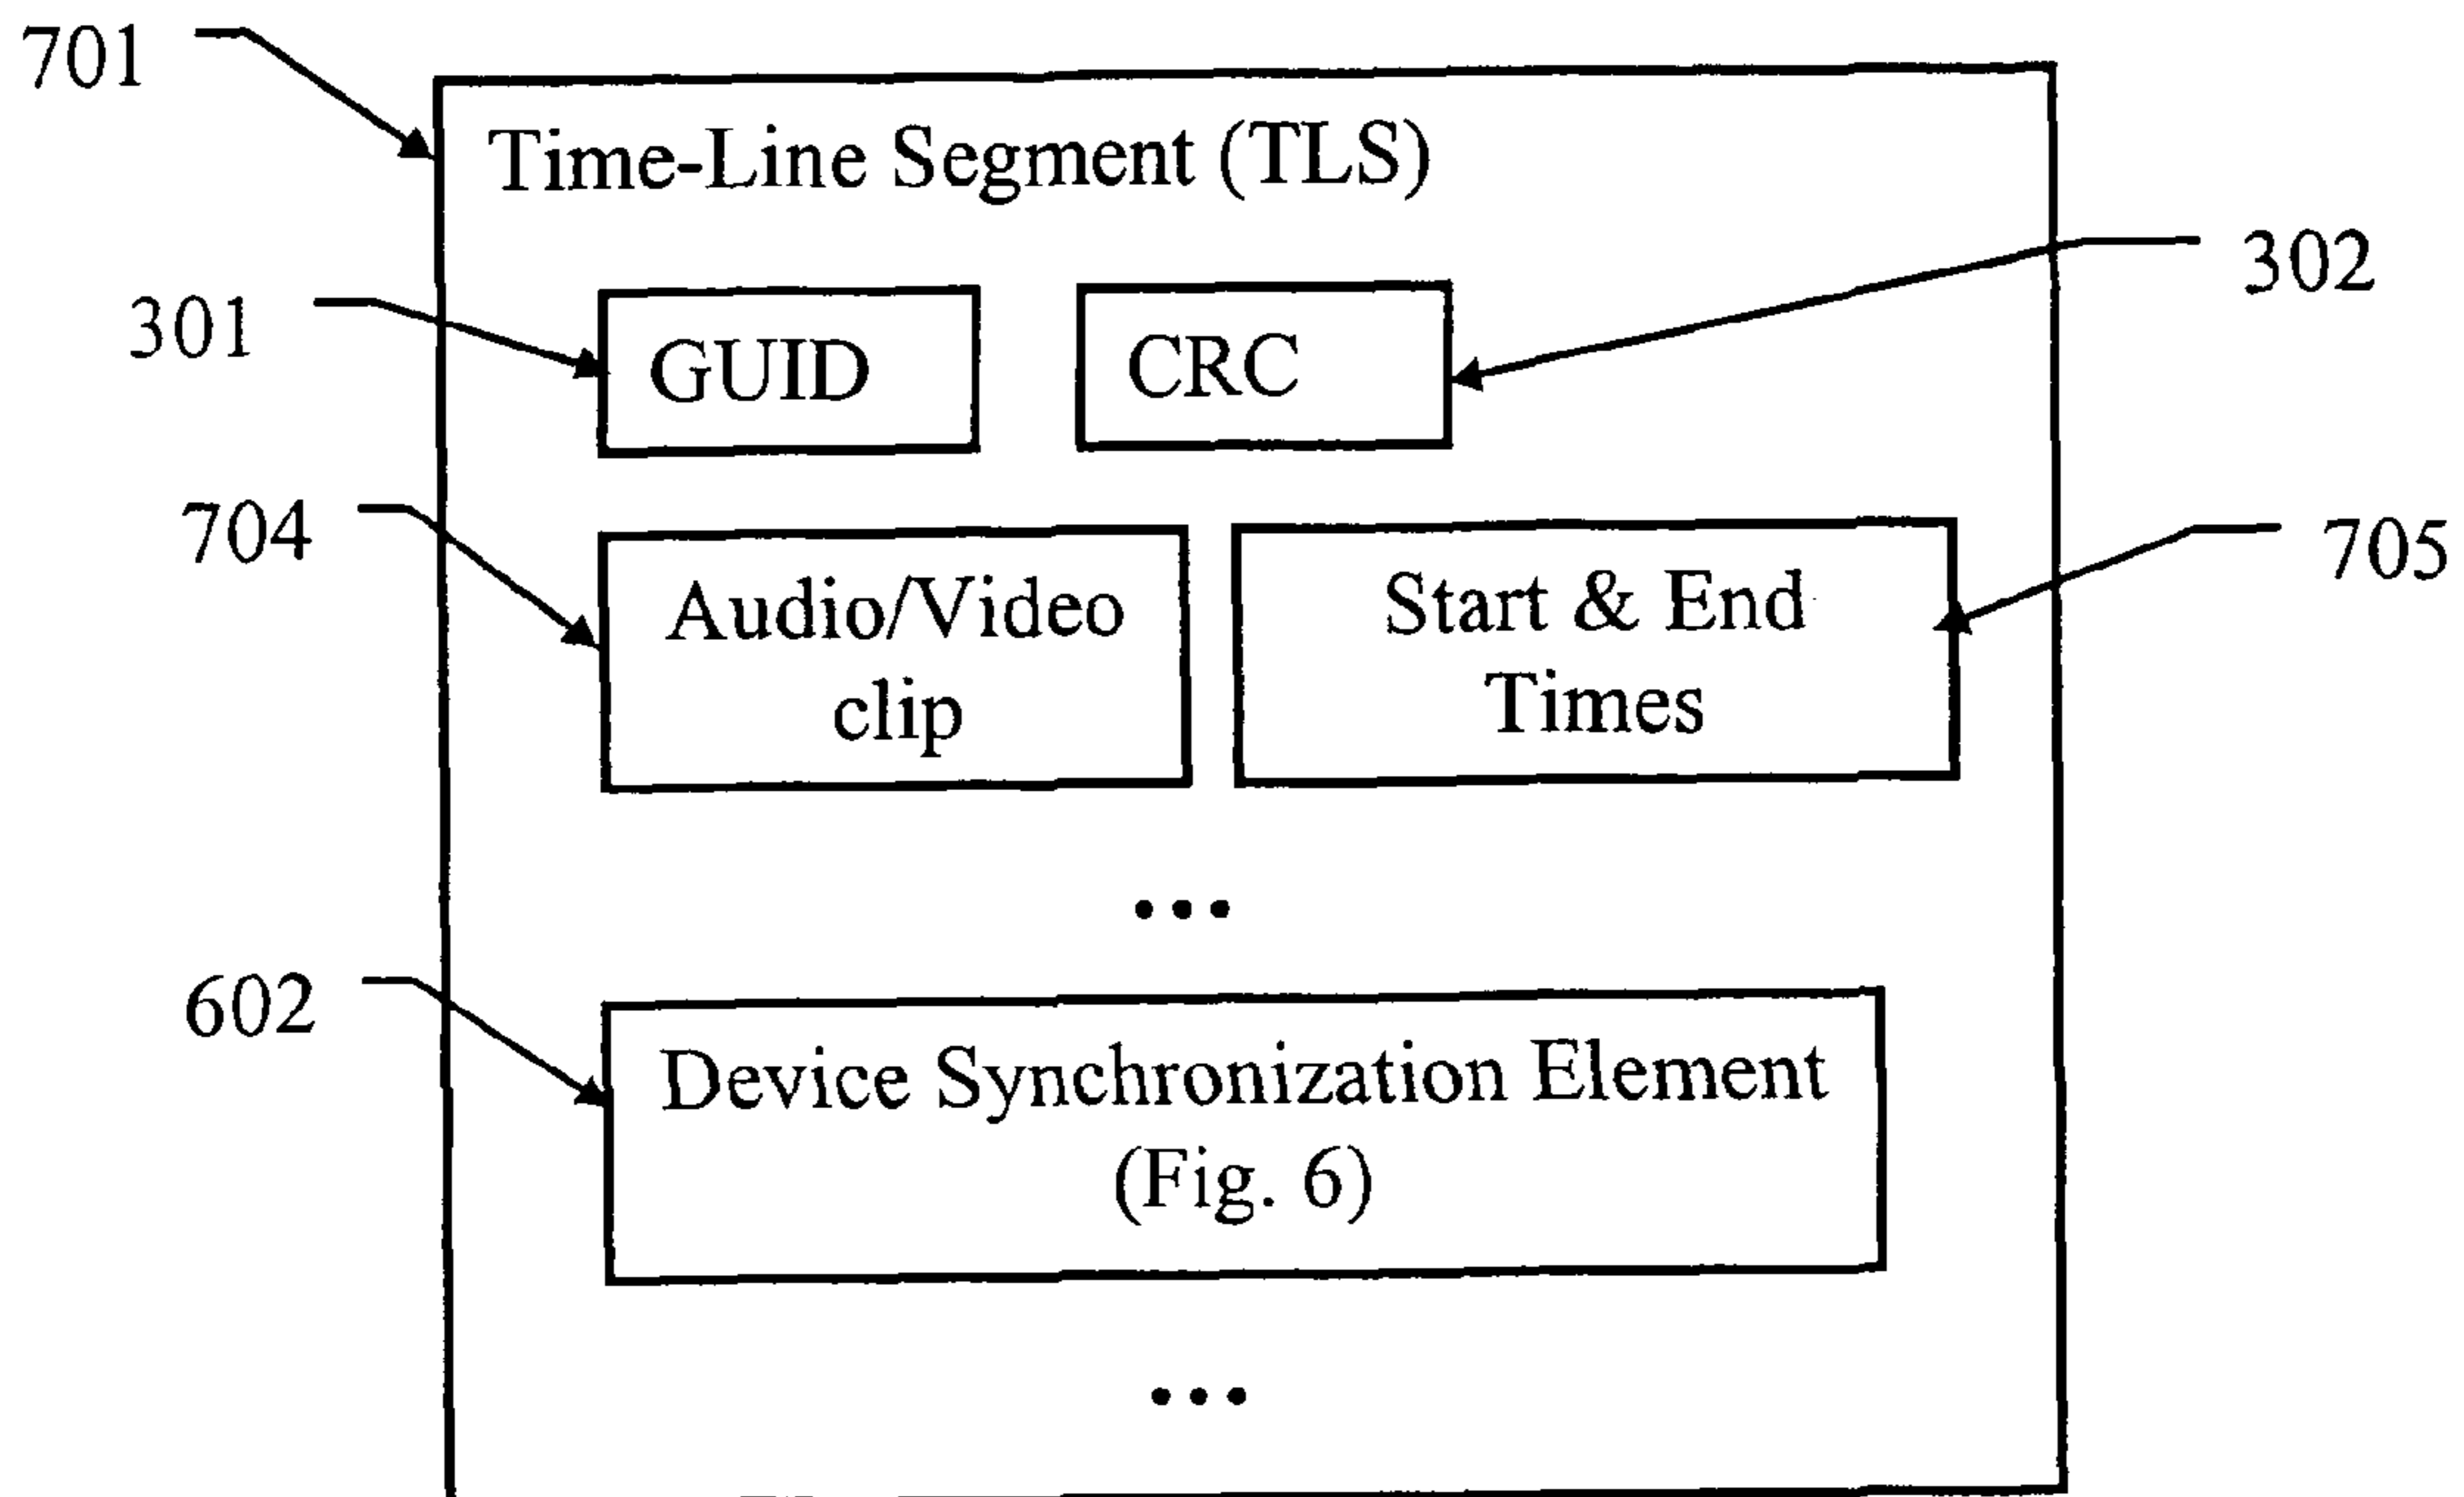 701
Time-Line Segment (TLS)
302
301
GUID
CRC
704
Audio/Video
clip
Start & End
Times
705
...
602
Device Synchronization Element
(Fig. 6)
...